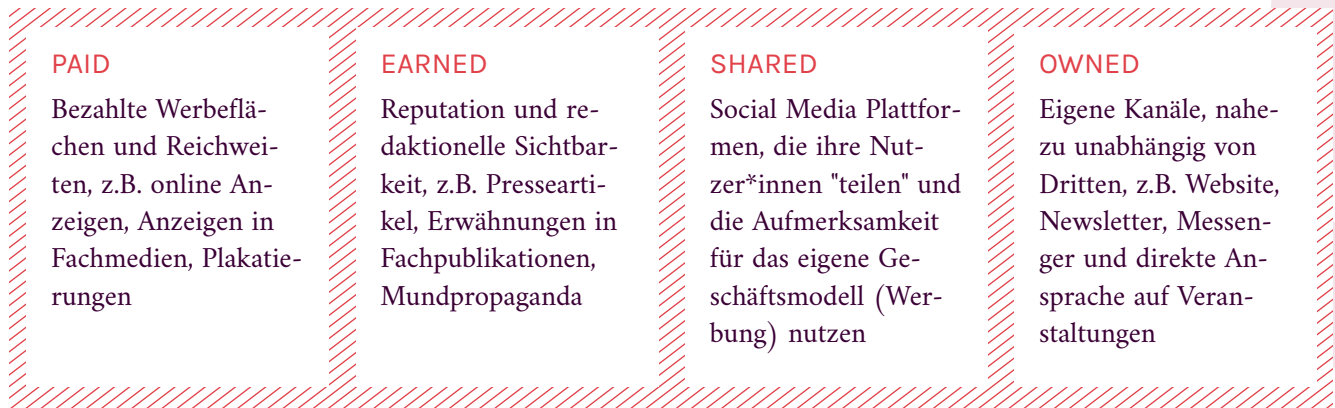 PAID
Bezahlte Werbeflä-
chen und Reichwei-
ten, z.B. online An-
zeigen, Anzeigen in
Fachmedien, Plakatie-
rungen
EARNED
Reputation und re-
daktionelle Sichtbar-
keit, z.B. Pressearti-
kel, Erwähnungen in
Fachpublikationen,
Mundpropaganda
SHARED
Social Media Plattfor-
men, die ihre Nut-
zer*innen "teilen" und
die Aufmerksamkeit
für das eigene Ge-
schäftsmodell (Wer-
bung) nutzen
OWNED
Eigene Kanäle, nahe-
zu unabhängig von
Dritten, z.B. Website,
Newsletter, Messen-
ger und direkte An-
sprache auf Veran-
staltungen